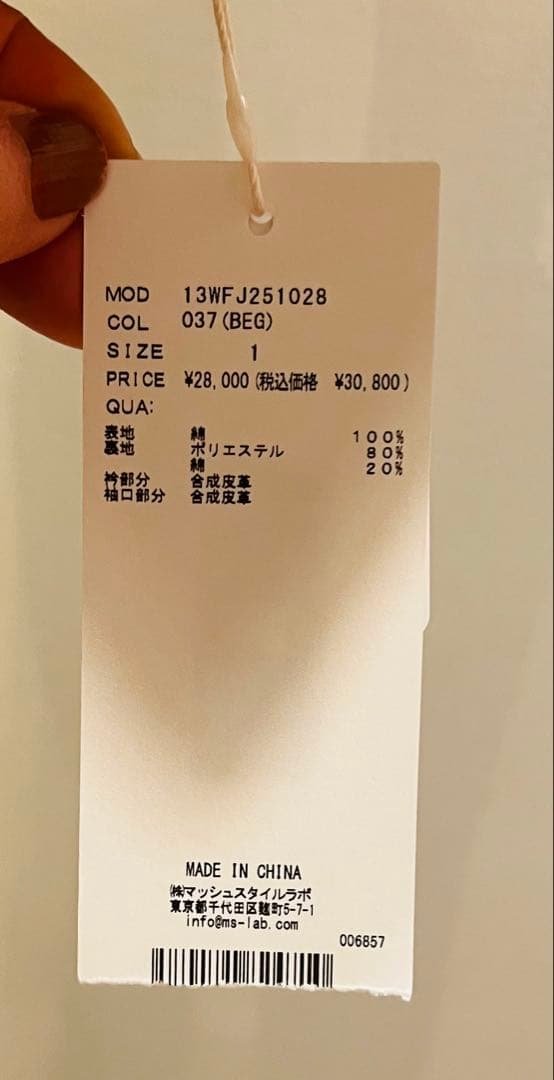 MOD 13WFJ251028
COL 037(BEG)
SIZE 1
PRICE ¥28,000(税込価格 ¥30,800)
QUA:
表地 綿 100%
裏地 ポリエステル 80%
綿 20%
衿部分 合成皮革
袖口部分 合成皮革
MADE IN CHINA
㈱マッシュスタイルラボ
東京都千代田区麹町5-7-1
info@ms-lab.com
006857